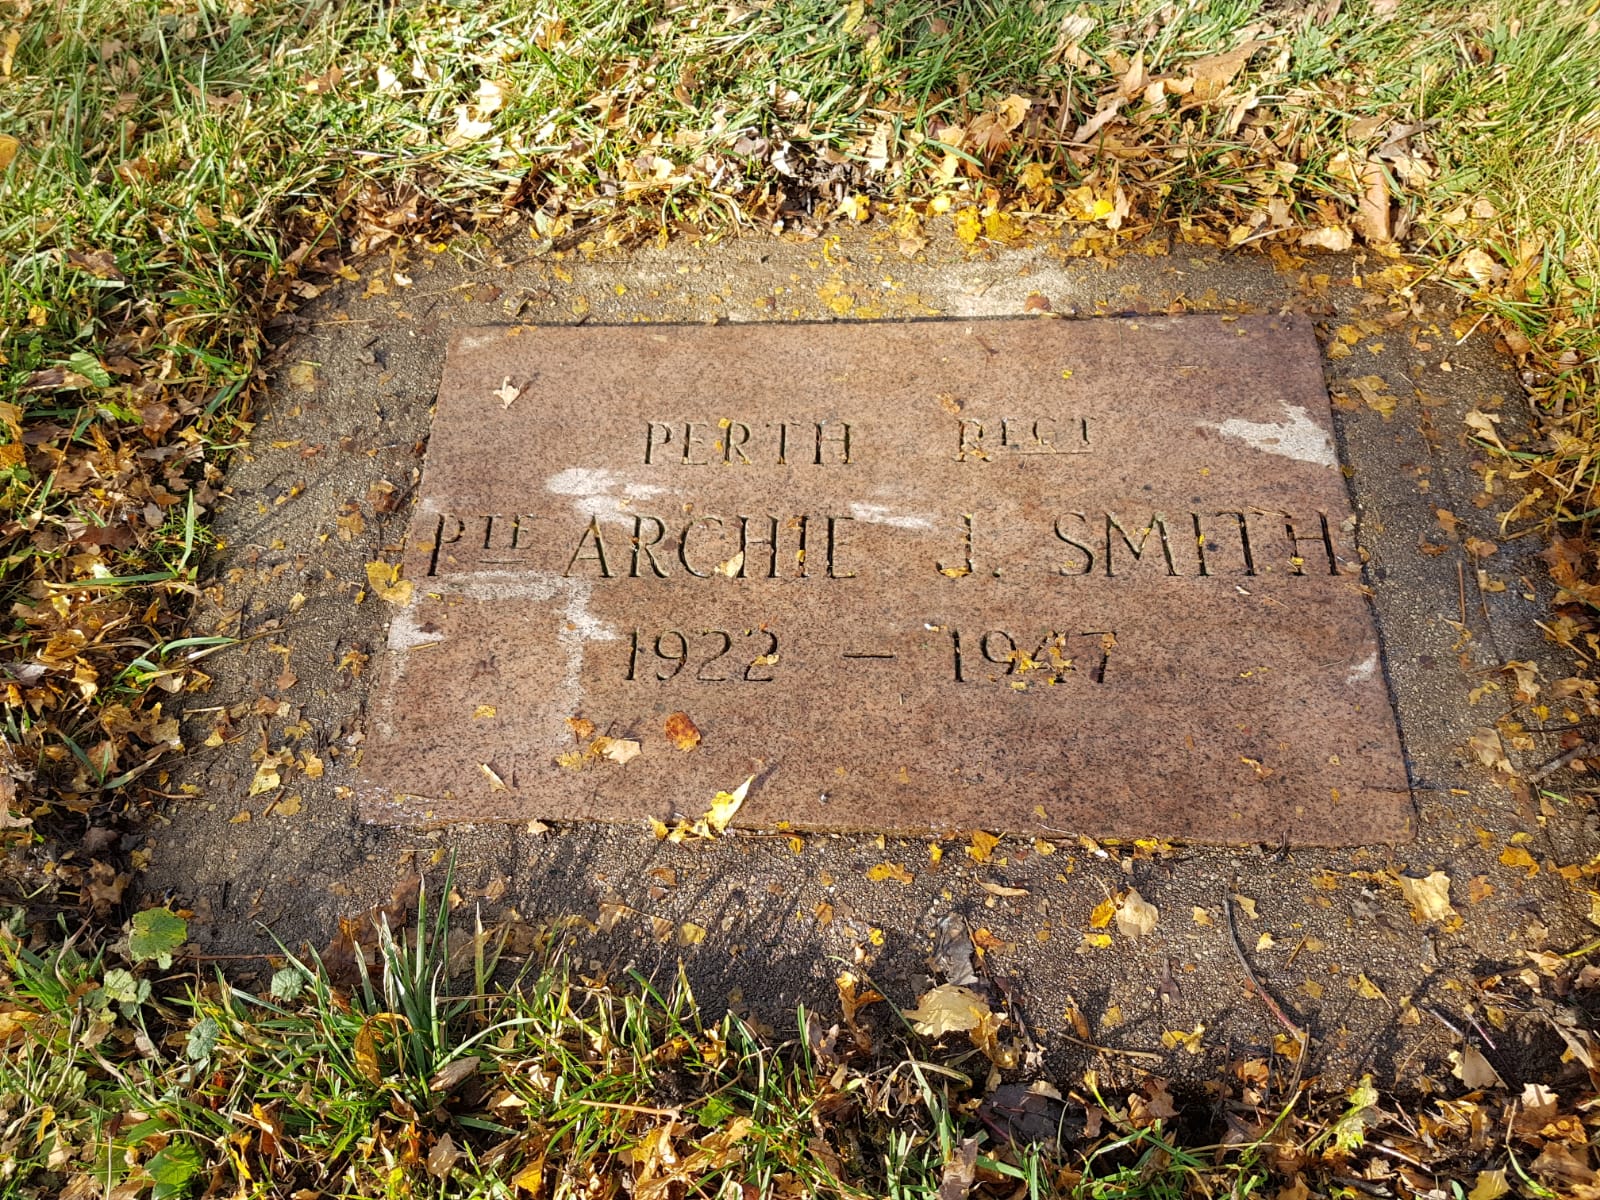 PERTH REGT
PTE ARCHIE J. SMITH
1922 – 1947